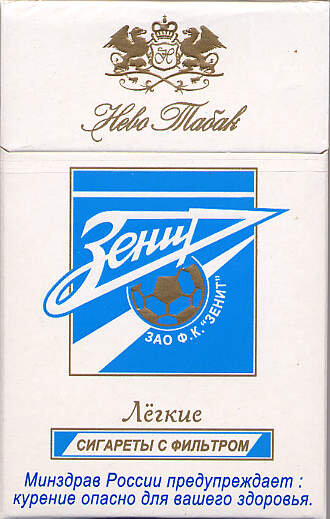 Н
Нево Табак
Зенит
ЗАО Ф.К. "ЗЕНИТ"
Лёгкие
СИГАРЕТЫ С ФИЛЬТРОМ
Минздрав России предупреждает :
курение опасно для вашего здоровья.